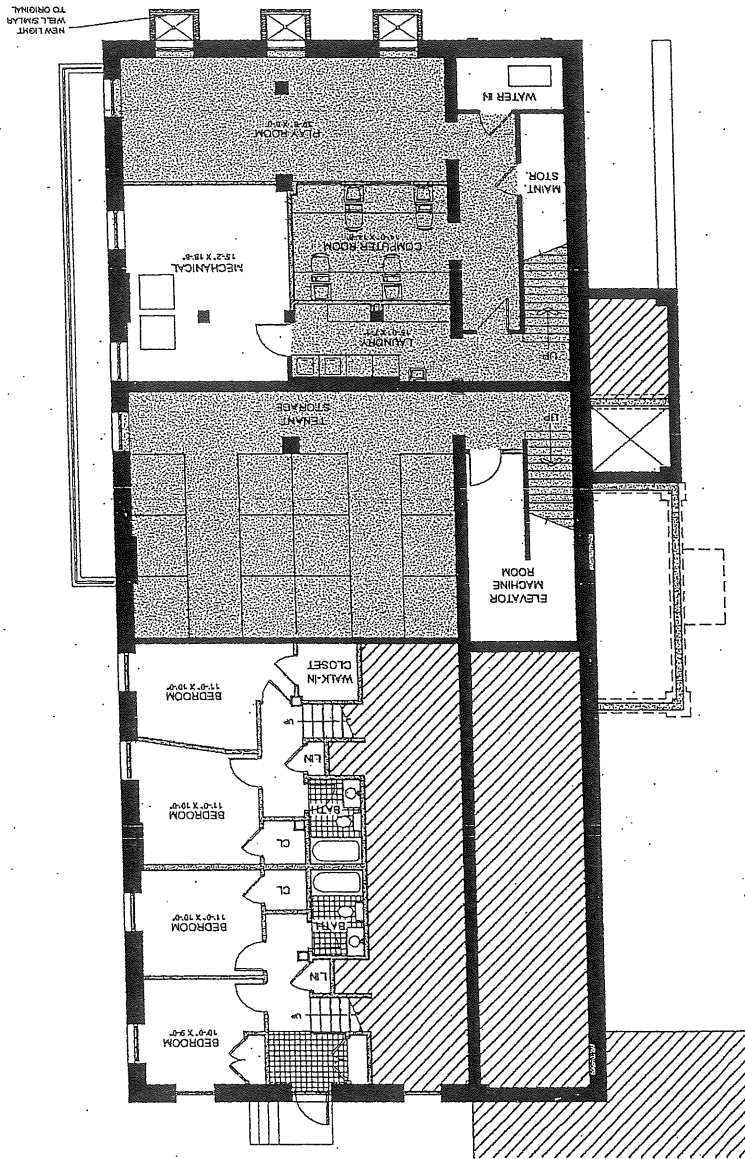 BEDROOM
10'-0" X 9'-0"
UP
LIN
BATH
BEDROOM
11'-0" X 10'-0"
CL
CL
BATH
BEDROOM
11'-0" X 10'-0"
LIN
UP
WALK-IN
CLOSET
BEDROOM
11'-0" X 10'-0"
ELEVATOR
MACHINE
ROOM
UP
TENANT
STORAGE
UP
LAUNDRY
MECHANICAL
15'-2" X 18'-8"
COMPUTER ROOM
MAINT.
STOR.
PLAY ROOM
WATER IN
NEW LIGHT
WELL SIMILAR
TO ORIGINAL